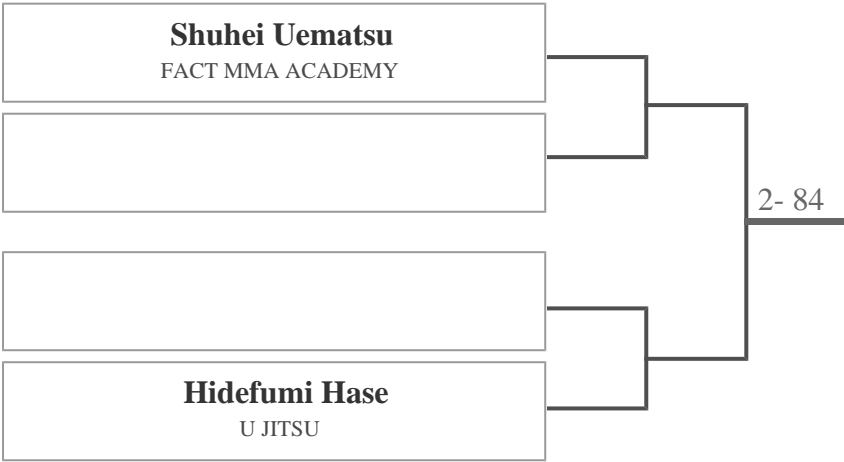 Shuhei Uematsu
FACT MMA ACADEMY
2- 84
Hidefumi Hase
U JITSU